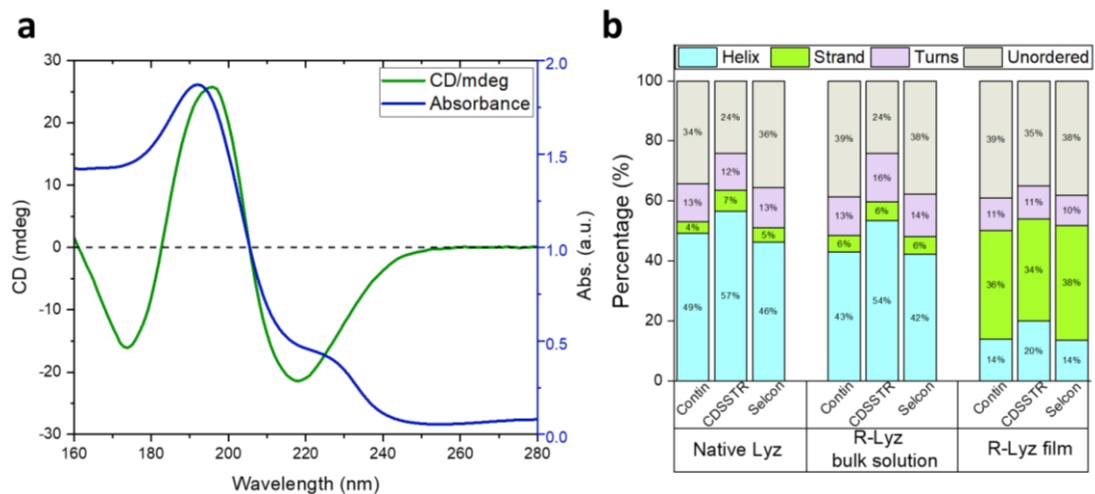 a
30
20
10
0
-10
-20
-30
CD (mdeg)
160
180
200
220
240
260
280
Wavelength (nm)
2.0
1.5
1.0
0.5
0.0
Abs. (a.u.)
CD/mdeg
Absorbance
b
Helix Strand Turns Unordered
100
80
60
40
20
0
Percentage (%)
34% 24% 36% 39% 24% 38% 39% 35% 38%
13% 12% 13% 13% 16% 14% 11% 11% 10%
4% 7% 5% 6% 6% 6% 36% 34% 38%
49% 57% 46% 43% 54% 42% 14% 20% 14%
Contin CDSSTR Selcon Contin CDSSTR Selcon Contin CDSSTR Selcon
Native Lyz
R-Lyz
bulk solution
R-Lyz film